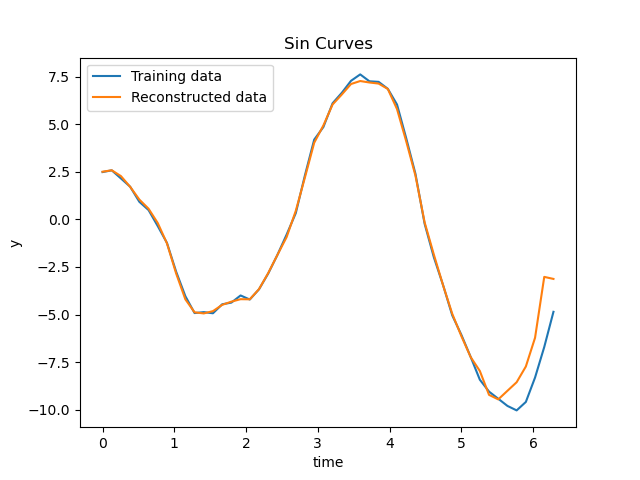 Sin Curves
Training data
Reconstructed data
7.5
5.0
2.5
0.0
−2.5
−5.0
−7.5
−10.0
y
0 1 2 3 4 5 6
time